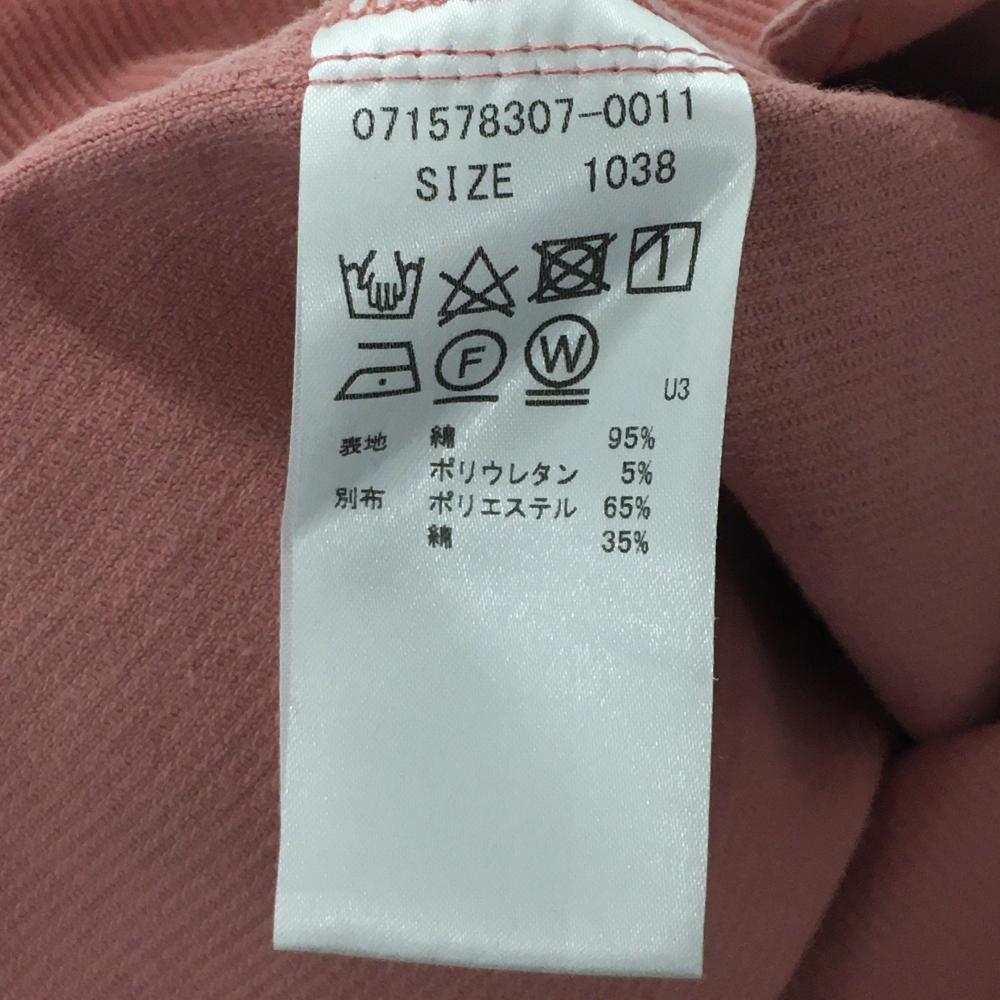 071578307-0011
SIZE 1038
F W U3
表地 綿 95%
ポリウレタン 5%
別布 ポリエステル 65%
綿 35%